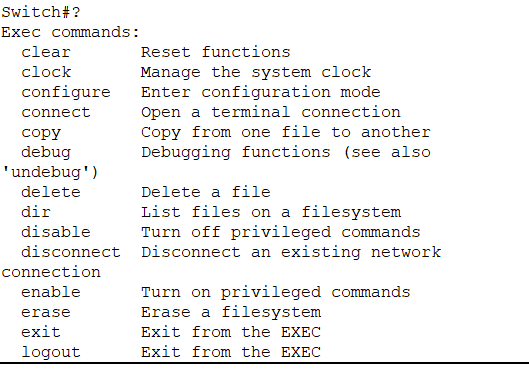 Switch#?
Exec commands:
  clear       Reset functions
  clock       Manage the system clock
  configure   Enter configuration mode
  connect     Open a terminal connection
  copy        Copy from one file to another
  debug       Debugging functions (see also
'undebug')
  delete      Delete a file
  dir         List files on a filesystem
  disable     Turn off privileged commands
  disconnect  Disconnect an existing network
connection
  enable      Turn on privileged commands
  erase       Erase a filesystem
  exit        Exit from the EXEC
  logout      Exit from the EXEC